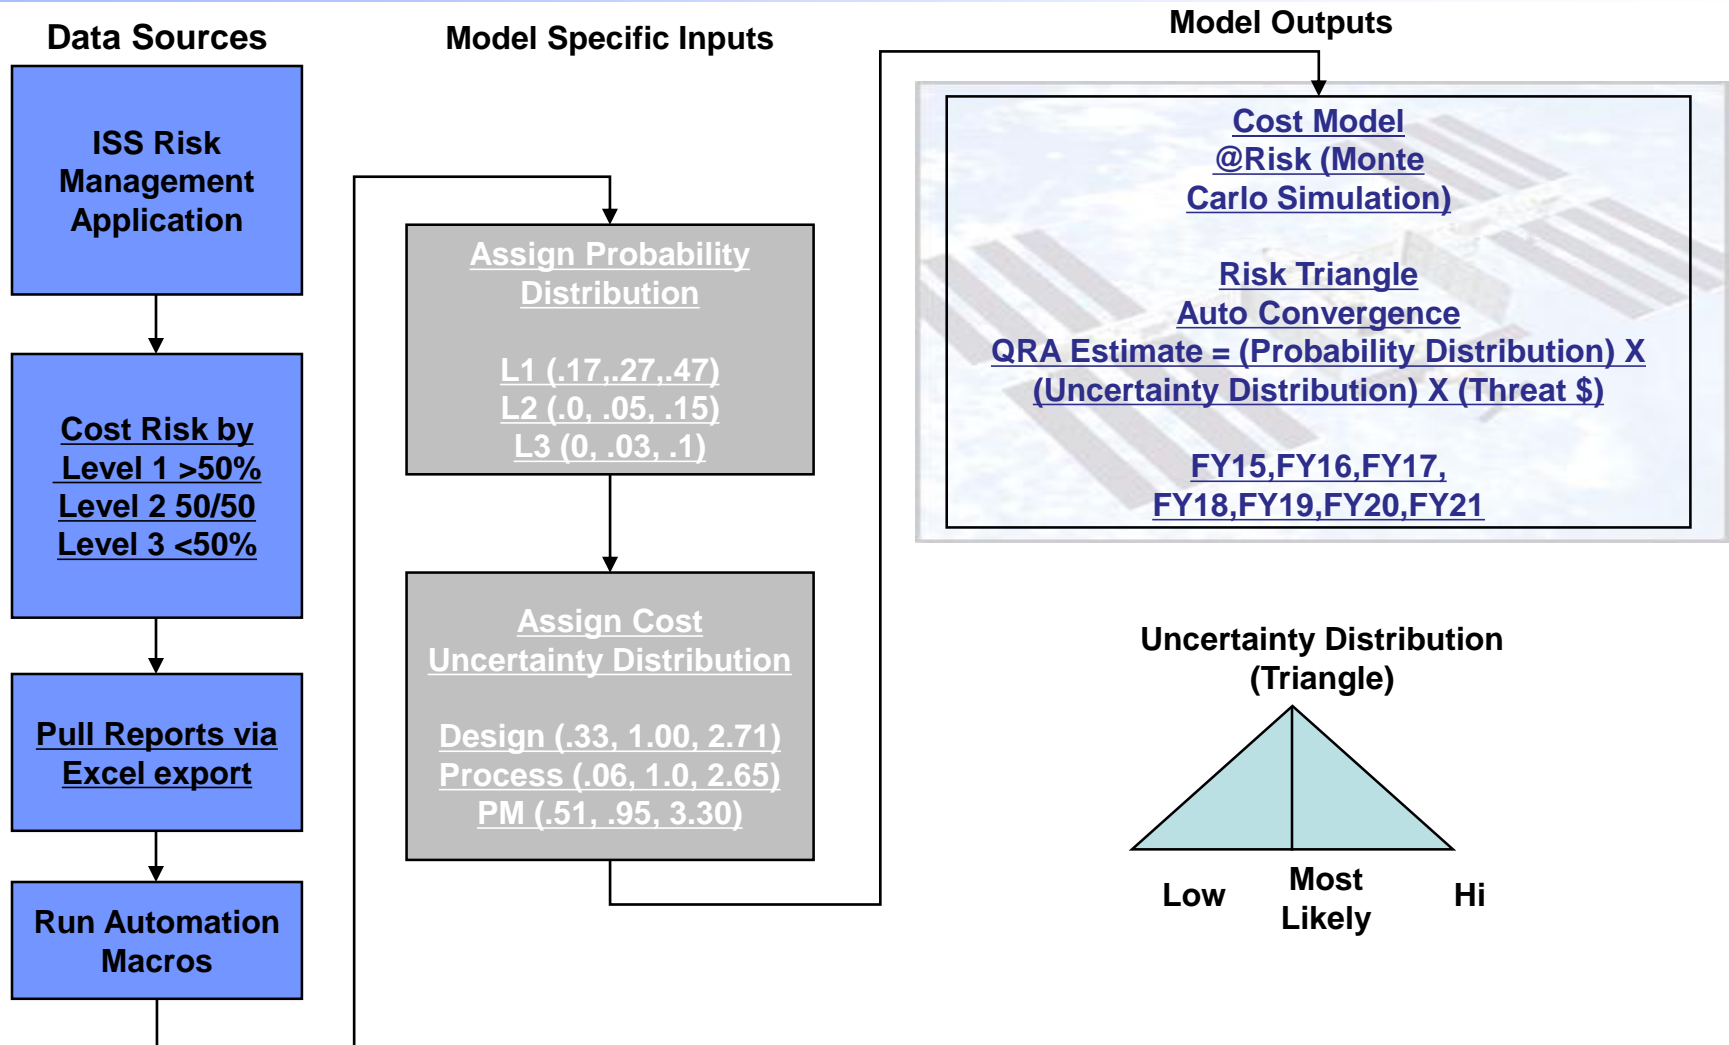 Data Sources
ISS Risk
Management
Application
Cost Risk by
Level 1 >50%
Level 2 50/50
Level 3 <50%
Pull Reports via
Excel export
Run Automation
Macros
Model Specific Inputs
Assign Probability
Distribution
L1 (.17,.27,.47)
L2 (.0, .05, .15)
L3 (0, .03, .1)
Assign Cost
Uncertainty Distribution
Design (.33, 1.00, 2.71)
Process (.06, 1.0, 2.65)
PM (.51, .95, 3.30)
Model Outputs
Cost Model
@Risk (Monte
Carlo Simulation)
Risk Triangle
Auto Convergence
QRA Estimate = (Probability Distribution) X
(Uncertainty Distribution) X (Threat $)
FY15,FY16,FY17,
FY18,FY19,FY20,FY21
Uncertainty Distribution
(Triangle)
Low
Most
Likely
Hi